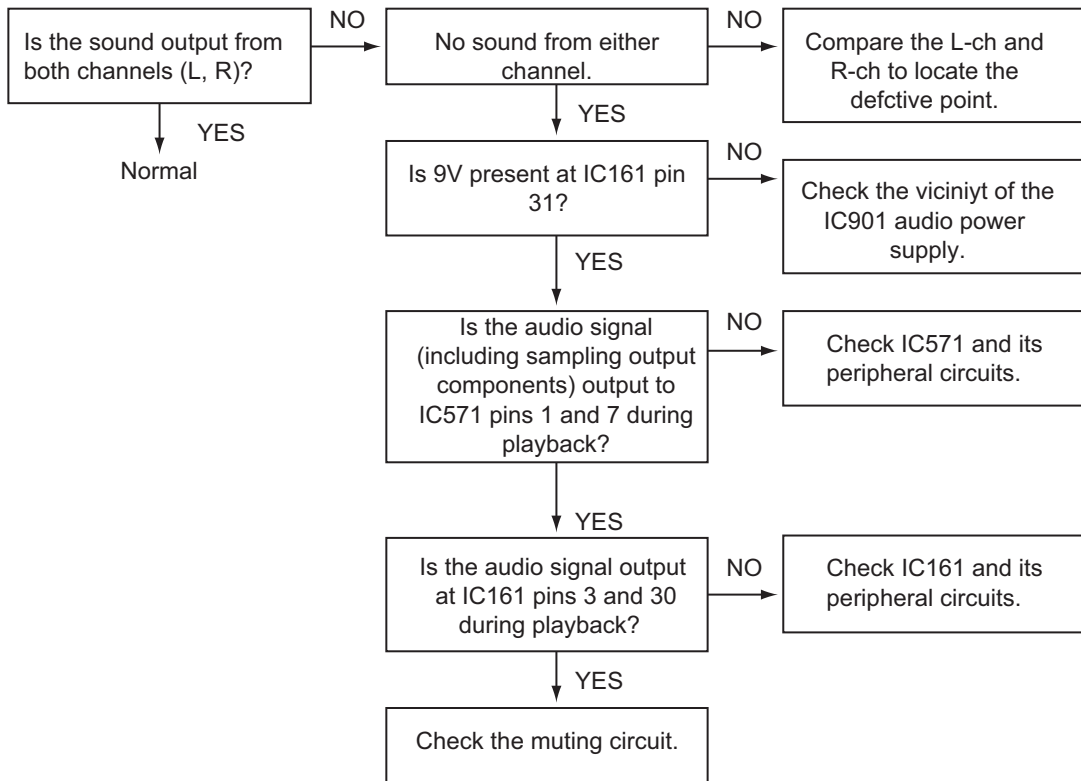 Is the sound output from
both channels (L, R)?
NO
No sound from either
channel.
NO
Compare the L-ch and
R-ch to locate the
defctive point.
YES
Normal
YES
Is 9V present at IC161 pin
31?
NO
Check the viciniyt of the
IC901 audio power
supply.
YES
Is the audio signal
(including sampling output
components) output to
IC571 pins 1 and 7 during
playback?
NO
Check IC571 and its
peripheral circuits.
YES
Is the audio signal output
at IC161 pins 3 and 30
during playback?
NO
Check IC161 and its
peripheral circuits.
YES
Check the muting circuit.